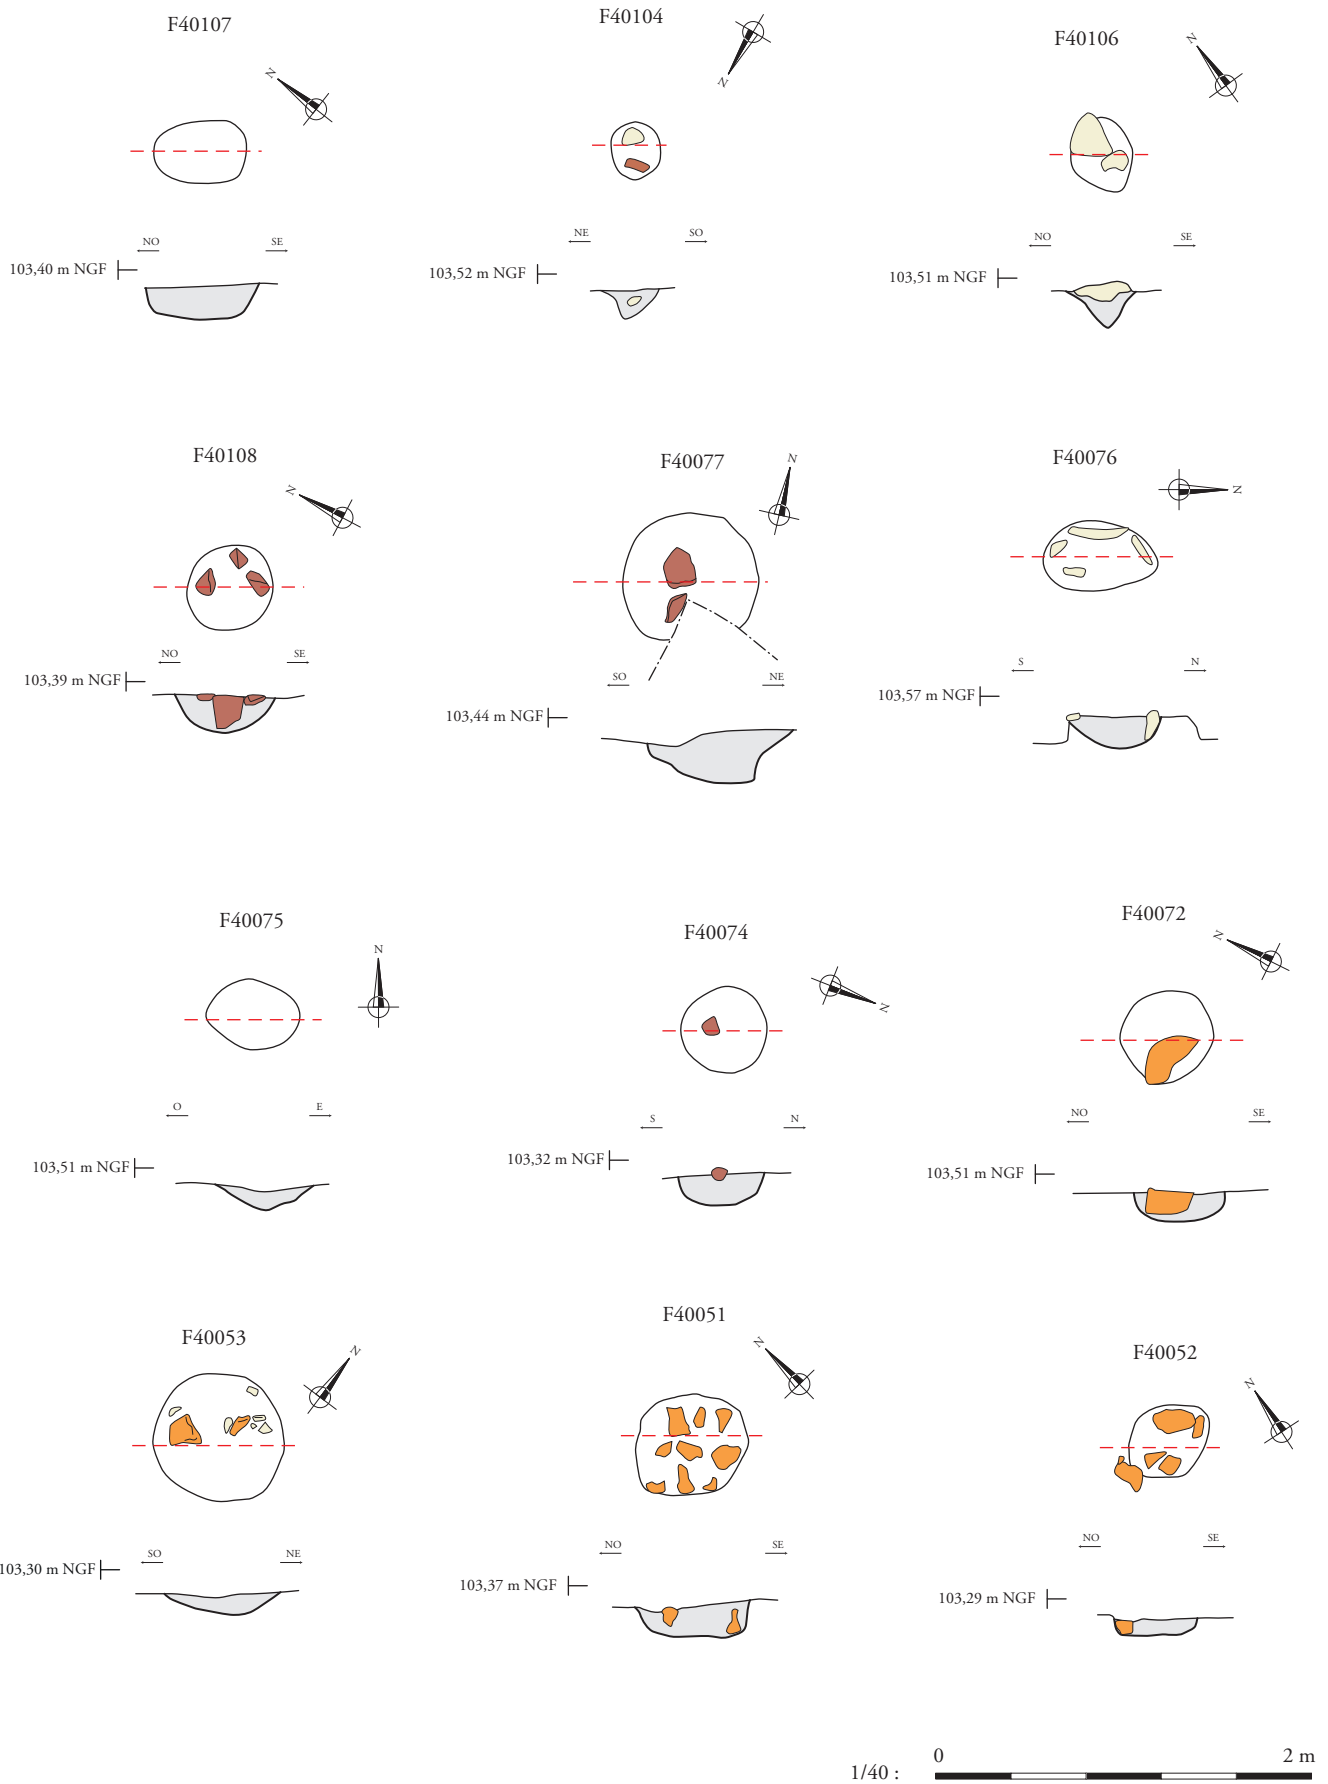 F40107
F40104
F40106
N
N
N
NO SE
NE SO
NO SE
103,40 m NGF
103,52 m NGF
103,51 m NGF
F40108
F40077
F40076
N
N
N
NO SE
SO NE
S N
103,39 m NGF
103,44 m NGF
103,57 m NGF
F40075
F40074
F40072
N
N
N
O E
S N
NO SE
103,51 m NGF
103,32 m NGF
103,51 m NGF
F40053
F40051
F40052
N
N
N
SO NE
NO SE
NO SE
103,30 m NGF
103,37 m NGF
103,29 m NGF
0 2 m
1/40 :